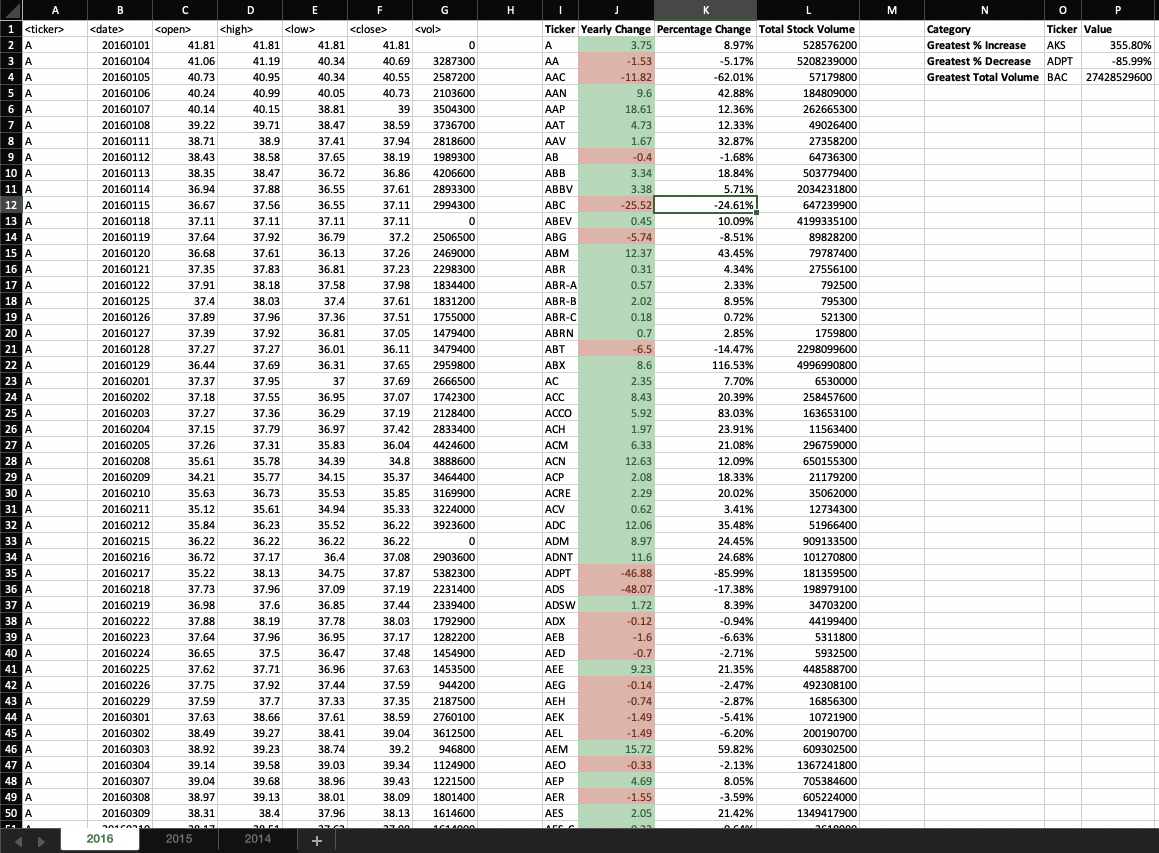 A B C D E F G H I J K L M N O P
1 <ticker> <date> <open> <high> <low> <close> <vol> Ticker Yearly Change Percentage Change Total Stock Volume Category Ticker Value
2 A 20160101 41.81 41.81 41.81 41.81 0 A 3.75 8.97% 528576200 Greatest % Increase AKS 355.80%
3 A 20160104 41.06 41.19 40.34 40.69 3287300 AA -1.53 -5.17% 5208239000 Greatest % Decrease ADPT -85.99%
4 A 20160105 40.73 40.95 40.34 40.55 2587200 AAC -11.82 -62.01% 57179800 Greatest Total Volume BAC 27428529600
5 A 20160106 40.24 40.99 40.05 40.73 2103600 AAN 9.6 42.88% 184809000
6 A 20160107 40.14 40.15 38.81 39 3504300 AAP 18.61 12.36% 262665300
7 A 20160108 39.22 39.71 38.47 38.59 3736700 AAT 4.73 12.33% 49026400
8 A 20160111 38.71 38.9 37.41 37.94 2818600 AAV 1.67 32.87% 27358200
9 A 20160112 38.43 38.58 37.65 38.19 1989300 AB -0.4 -1.68% 64736300
10 A 20160113 38.35 38.47 36.72 36.86 4206600 ABB 3.34 18.84% 503779400
11 A 20160114 36.94 37.88 36.55 37.61 2893300 ABBV 3.38 5.71% 2034231800
12 A 20160115 36.67 37.56 36.55 37.11 2994300 ABC -25.52 -24.61% 647239900
13 A 20160118 37.11 37.11 37.11 37.11 0 ABEV 0.45 10.09% 4199335100
14 A 20160119 37.64 37.92 36.79 37.2 2506500 ABG -5.74 -8.51% 89828200
15 A 20160120 36.68 37.61 36.13 37.26 2469000 ABM 12.37 43.45% 79787400
16 A 20160121 37.35 37.83 36.81 37.23 2298300 ABR 0.31 4.34% 27556100
17 A 20160122 37.91 38.18 37.58 37.98 1834400 ABR-A 0.57 2.33% 792500
18 A 20160125 37.4 38.03 37.4 37.61 1831200 ABR-B 2.02 8.95% 795300
19 A 20160126 37.89 37.96 37.36 37.51 1755000 ABR-C 0.18 0.72% 521300
20 A 20160127 37.39 37.92 36.81 37.05 1479400 ABRN 0.7 2.85% 1759800
21 A 20160128 37.27 37.27 36.01 36.11 3479400 ABT -6.5 -14.47% 2298099600
22 A 20160129 36.44 37.69 36.31 37.65 2959800 ABX 8.6 116.53% 4996990800
23 A 20160201 37.37 37.95 37 37.69 2666500 AC 2.35 7.70% 6530000
24 A 20160202 37.18 37.55 36.95 37.07 1742300 ACC 8.43 20.39% 258457600
25 A 20160203 37.27 37.36 36.29 37.19 2128400 ACCO 5.92 83.03% 163653100
26 A 20160204 37.15 37.79 36.97 37.42 2833400 ACH 1.97 23.91% 11563400
27 A 20160205 37.26 37.31 35.83 36.04 4424600 ACM 6.33 21.08% 296759000
28 A 20160208 35.61 35.78 34.39 34.8 3888600 ACN 12.63 12.09% 650155300
29 A 20160209 34.21 35.77 34.15 35.37 3464400 ACP 2.08 18.33% 21179200
30 A 20160210 35.63 36.73 35.53 35.85 3169900 ACRE 2.29 20.02% 35062000
31 A 20160211 35.12 35.61 34.94 35.33 3224000 ACV 0.62 3.41% 12734300
32 A 20160212 35.84 36.23 35.52 36.22 3923600 ADC 12.06 35.48% 51966400
33 A 20160215 36.22 36.22 36.22 36.22 0 ADM 8.97 24.45% 909133500
34 A 20160216 36.72 37.17 36.4 37.08 2903600 ADNT 11.6 24.68% 101270800
35 A 20160217 35.22 38.13 34.75 37.87 5382300 ADPT -46.88 -85.99% 181359500
36 A 20160218 37.73 37.96 37.09 37.19 2231400 ADS -48.07 -17.38% 198979100
37 A 20160219 36.98 37.6 36.85 37.44 2339400 ADSW 1.72 8.39% 34703200
38 A 20160222 37.88 38.19 37.78 38.03 1792900 ADX -0.12 -0.94% 44199400
39 A 20160223 37.64 37.96 36.95 37.17 1282200 AEB -1.6 -6.63% 5311800
40 A 20160224 36.65 37.5 36.47 37.48 1454900 AED -0.7 -2.71% 5932500
41 A 20160225 37.62 37.71 36.96 37.63 1453500 AEE 9.23 21.35% 448588700
42 A 20160226 37.75 37.92 37.44 37.59 944200 AEG -0.14 -2.47% 492308100
43 A 20160229 37.59 37.7 37.33 37.35 2187500 AEH -0.74 -2.87% 16856300
44 A 20160301 37.63 38.66 37.61 38.59 2760100 AEK -1.49 -5.41% 10721900
45 A 20160302 38.49 39.27 38.41 39.04 3612500 AEL -1.49 -6.20% 200190700
46 A 20160303 38.92 39.23 38.74 39.2 946800 AEM 15.72 59.82% 609302500
47 A 20160304 39.14 39.58 39.03 39.34 1124900 AEO -0.33 -2.13% 1367241800
48 A 20160307 39.04 39.68 38.96 39.43 1221500 AEP 4.69 8.05% 705384600
49 A 20160308 38.97 39.13 38.01 38.09 1801400 AER -1.55 -3.59% 605224000
50 A 20160309 38.31 38.4 37.96 38.13 1614600 AES 2.05 21.42% 1349417900
2016 2015 2014 +